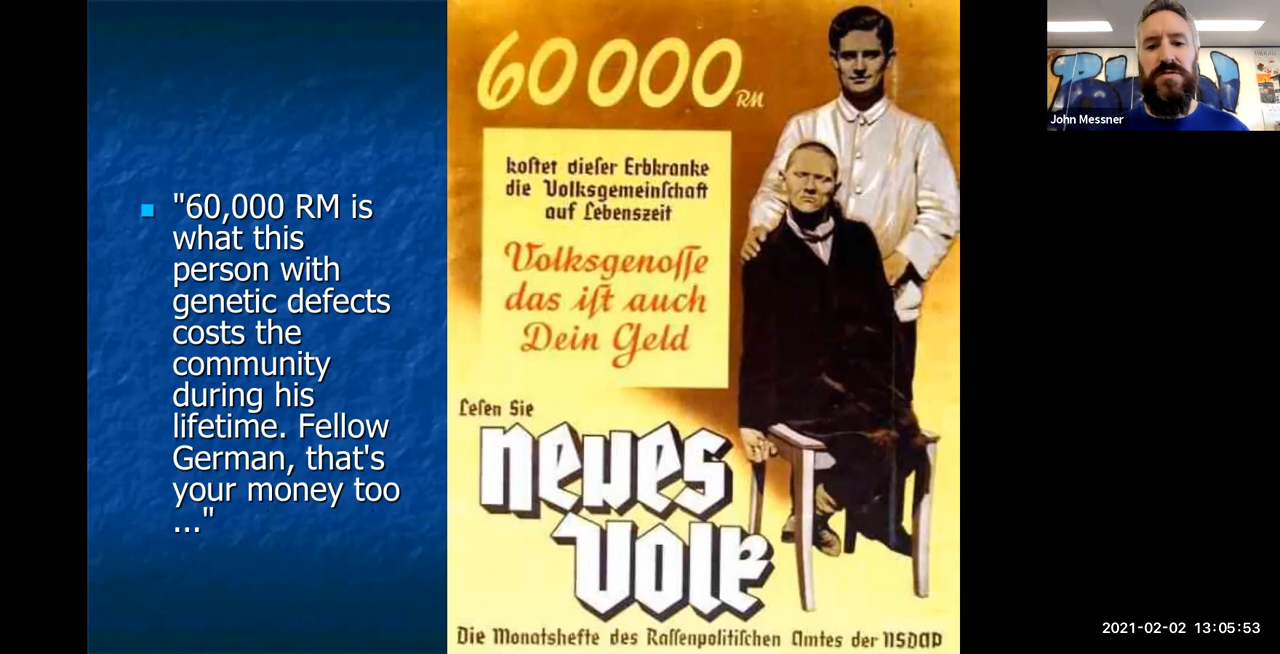 "60,000 RM is
what this
person with
genetic defects
costs the
community
during his
lifetime. Fellow
German, that's
your money too
..."
60000 RM
koſtet dieſer Erbkranke
die Volksgemeinſchaft
auf Lebenszeit
Volksgenoſſe
das iſt auch
Dein Geld
Leſen Sie
neues
Volk
Die Monatshefte des Raſſenpolitiſchen Amtes der NSDAP
John Messner
2021-02-02 13:05:53